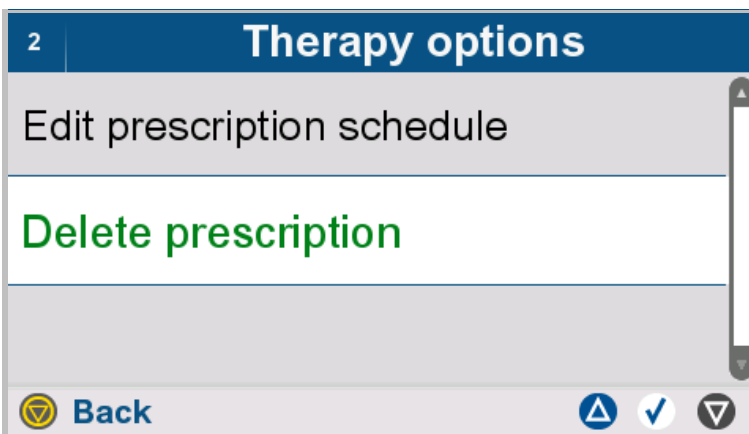 2
Therapy options
Edit prescription schedule
Delete prescription
Back